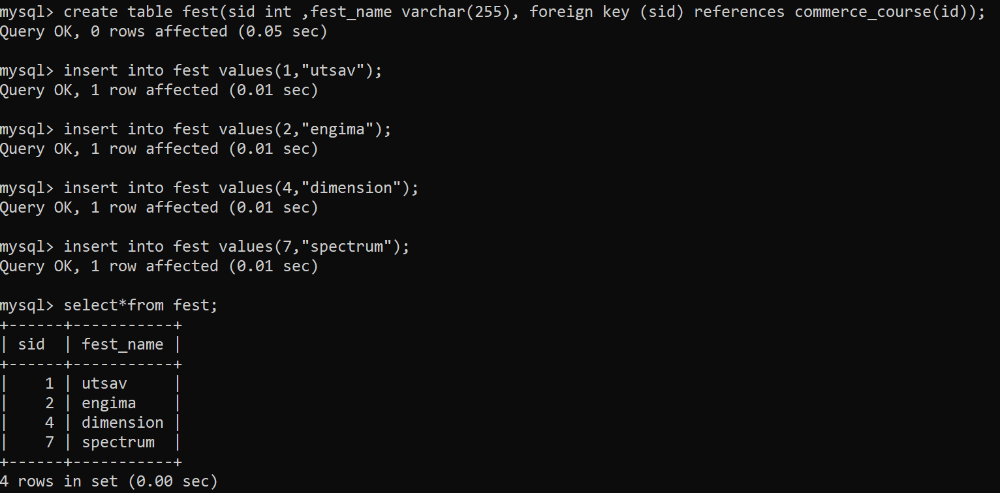 mysql> create table fest(sid int ,fest_name varchar(255), foreign key (sid) references commerce_course(id));
Query OK, 0 rows affected (0.05 sec)
mysql> insert into fest values(1,"utsav");
Query OK, 1 row affected (0.01 sec)
mysql> insert into fest values(2,"engima");
Query OK, 1 row affected (0.01 sec)
mysql> insert into fest values(4,"dimension");
Query OK, 1 row affected (0.01 sec)
mysql> insert into fest values(7,"spectrum");
Query OK, 1 row affected (0.01 sec)
mysql> select*from fest;
+------+-----------+
| sid  | fest_name |
+------+-----------+
|    1 | utsav     |
|    2 | engima    |
|    4 | dimension |
|    7 | spectrum  |
+------+-----------+
4 rows in set (0.00 sec)